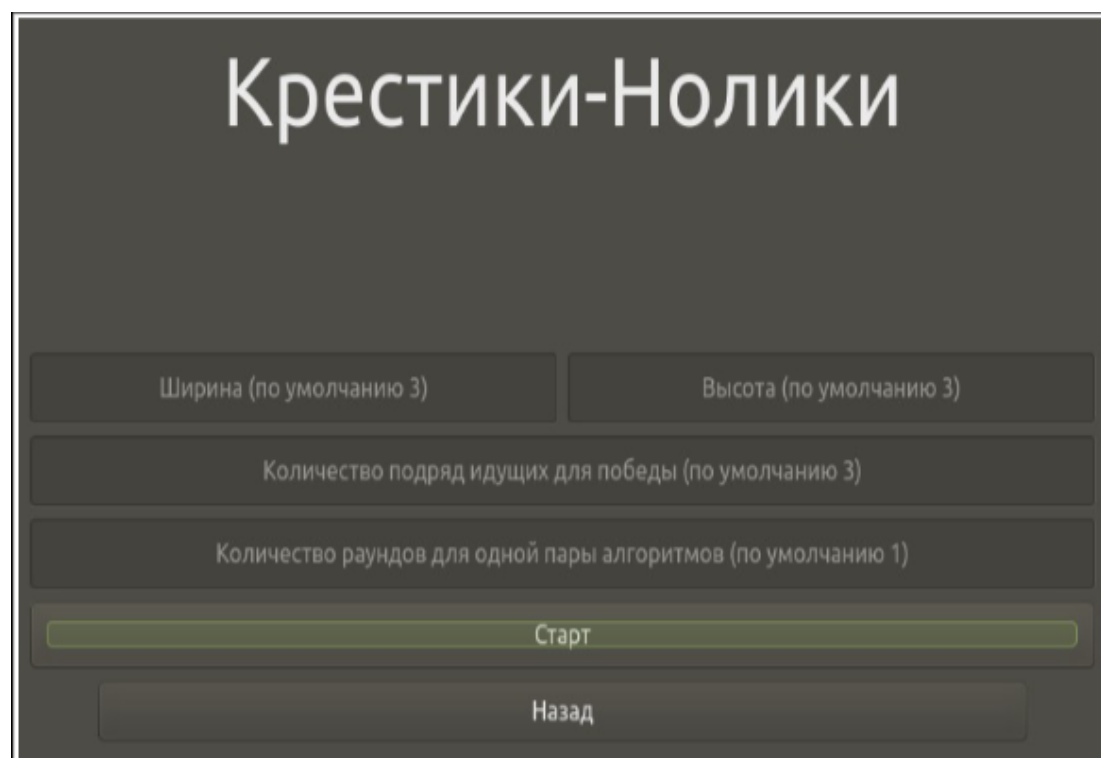 Крестики-Нолики
Ширина (по умолчанию 3)
Высота (по умолчанию 3)
Количество подряд идущих для победы (по умолчанию 3)
Количество раундов для одной пары алгоритмов (по умолчанию 1)
Старт
Назад